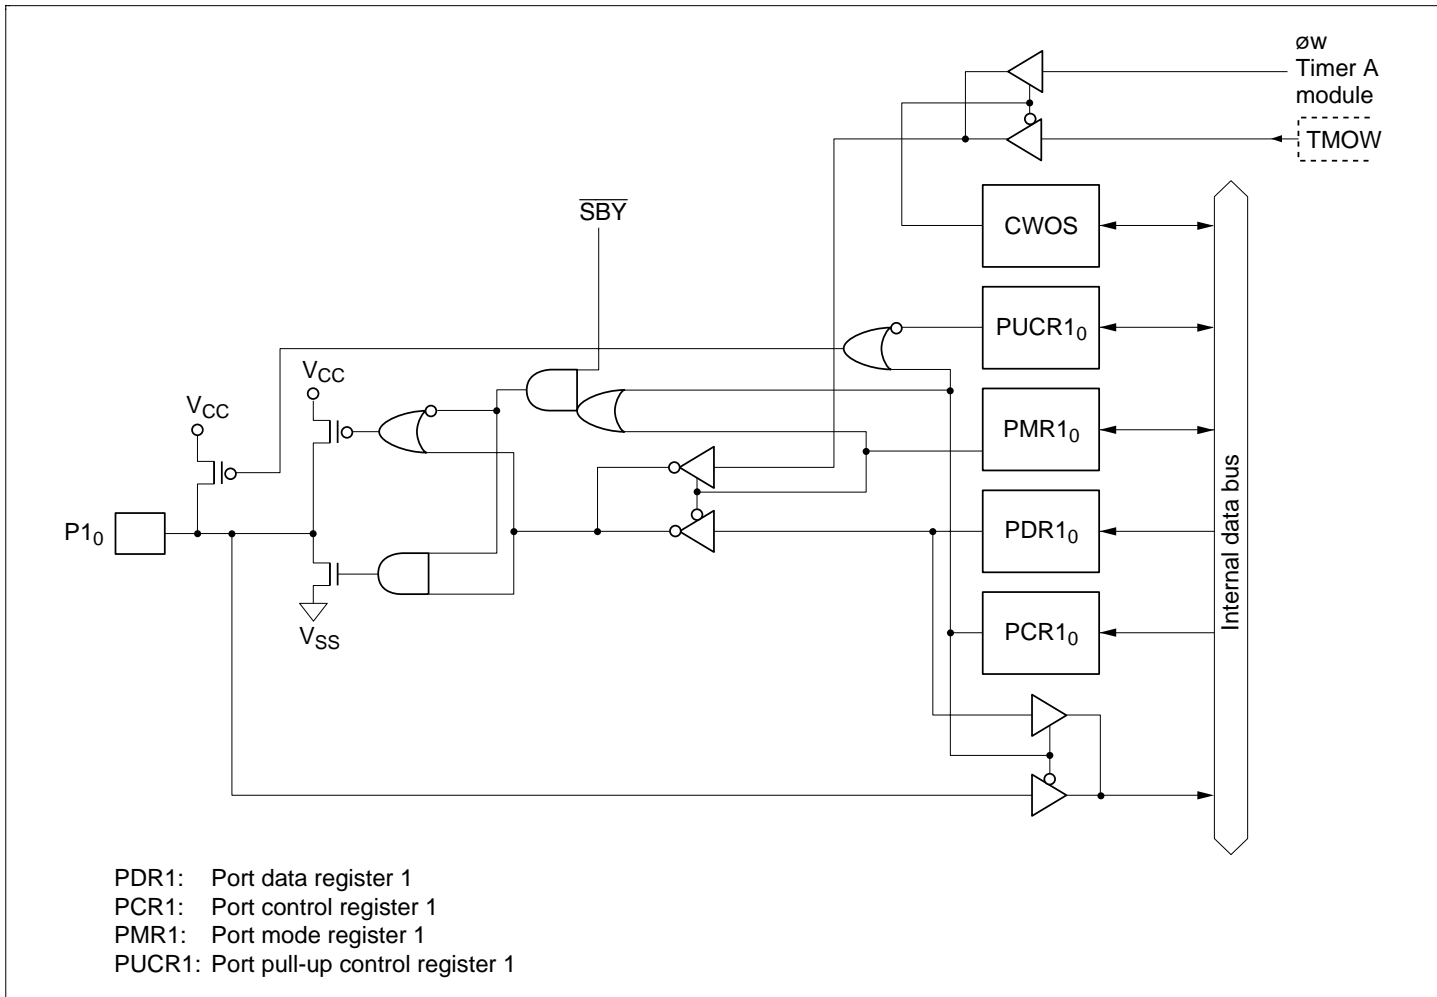 øw
Timer A
module
TMOW
SBY
CWOS
PUCR1₀
V_CC
V_CC
PMR1₀
P1₀
PDR1₀
V_SS
PCR1₀
Internal data bus
PDR1: Port data register 1
PCR1: Port control register 1
PMR1: Port mode register 1
PUCR1: Port pull-up control register 1